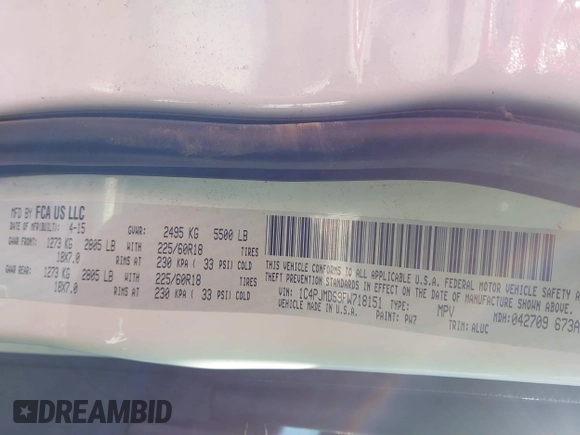 MFD BY FCA US LLC
DATE OF MFR(BUILT): 4-15 GVWR: 2495 KG 5500 LB
GAWR FRONT: 1273 KG 2805 LB WITH 225/60R18 TIRES
18X7.0 RIMS AT 230 KPA ( 33 PSI) COLD
GAWR REAR: 1273 KG 2805 LB WITH 225/60R18 TIRES
18X7.0 RIMS AT 230 KPA ( 33 PSI) COLD
THIS VEHICLE CONFORMS TO ALL APPLICABLE U.S.A. FEDERAL MOTOR VEHICLE SAFETY A
THEFT PREVENTION STANDARDS IN EFFECT ON THE DATE OF MANUFACTURE SHOWN ABOVE.
VIN: 1C4PJMDS9FW718151 TYPE: MPV MDH: 042709 673A
VEHICLE MADE IN U.S.A. PAINT: PW7 TRIM: ALUC
DREAMBID